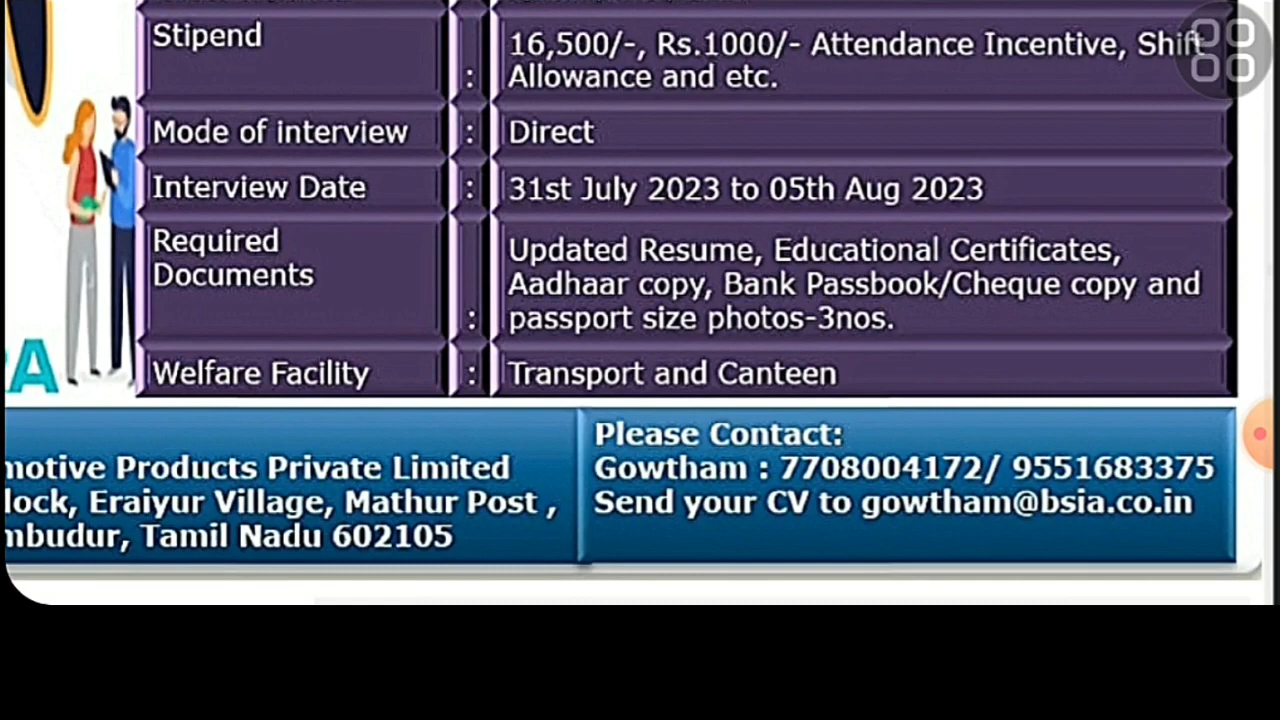 Stipend : 16,500/-, Rs.1000/- Attendance Incentive, Shift
Allowance and etc.
Mode of interview : Direct
Interview Date : 31st July 2023 to 05th Aug 2023
Required
Documents : Updated Resume, Educational Certificates,
Aadhaar copy, Bank Passbook/Cheque copy and
passport size photos-3nos.
Welfare Facility : Transport and Canteen
motive Products Private Limited
lock, Eraiyur Village, Mathur Post ,
mbudur, Tamil Nadu 602105
Please Contact:
Gowtham : 7708004172/ 9551683375
Send your CV to gowtham@bsia.co.in